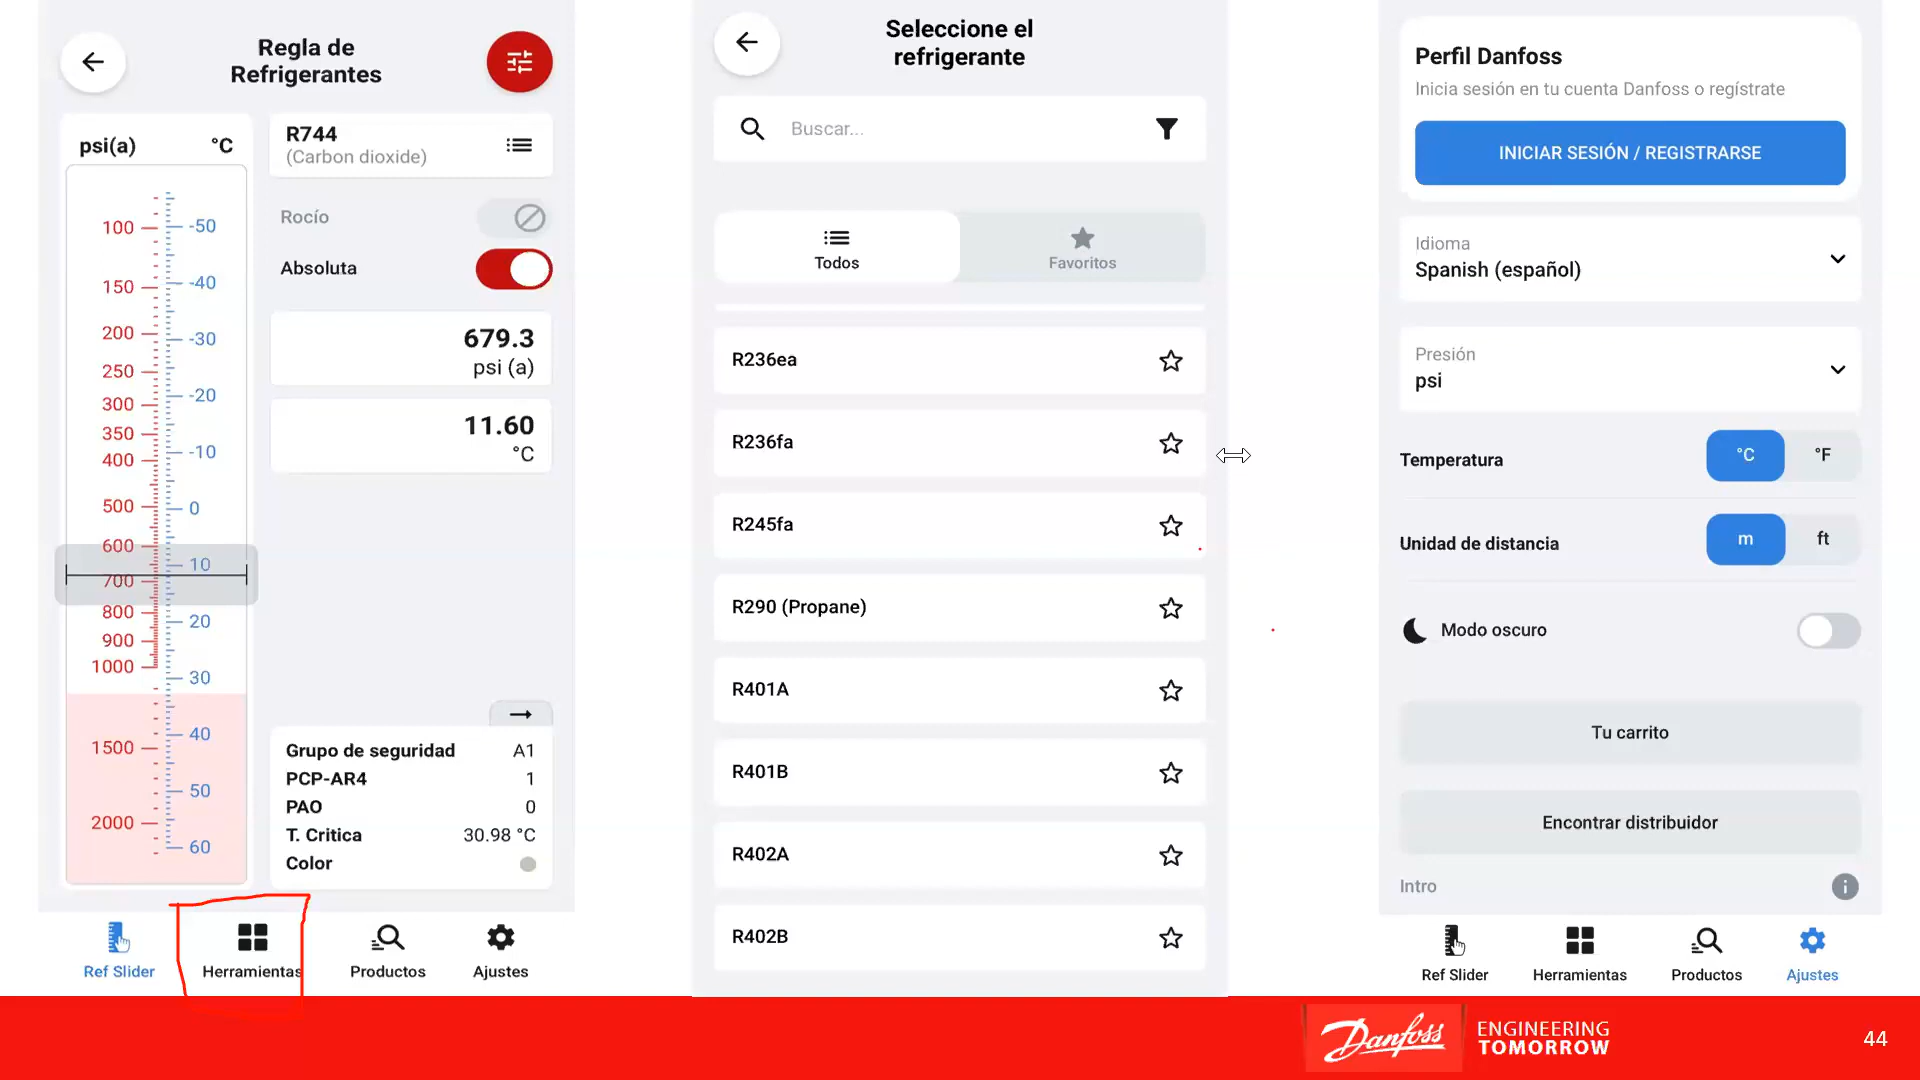 Regla de
Refrigerantes
psi(a)
°C
100
150
200
250
300
350
400
500
600
700
800
900
1000
1500
2000
-50
-40
-30
-20
-10
0
10
20
30
40
50
60
R744
(Carbon dioxide)
Rocío
Absoluta
679.3
psi (a)
11.60
°C
Grupo de seguridad A1
PCP-AR4 1
PAO 0
T. Critica 30.98 °C
Color
Ref Slider
Herramientas
Productos
Ajustes
Seleccione el
refrigerante
Buscar...
Todos
Favoritos
R236ea
R236fa
R245fa
R290 (Propane)
R401A
R401B
R402A
R402B
Perfil Danfoss
Inicia sesión en tu cuenta Danfoss o regístrate
INICIAR SESIÓN / REGISTRARSE
Idioma
Spanish (español)
Presión
psi
Temperatura °C °F
Unidad de distancia m ft
Modo oscuro
Tu carrito
Encontrar distribuidor
Intro
Ref Slider
Herramientas
Productos
Ajustes
Danfoss
ENGINEERING
TOMORROW
44